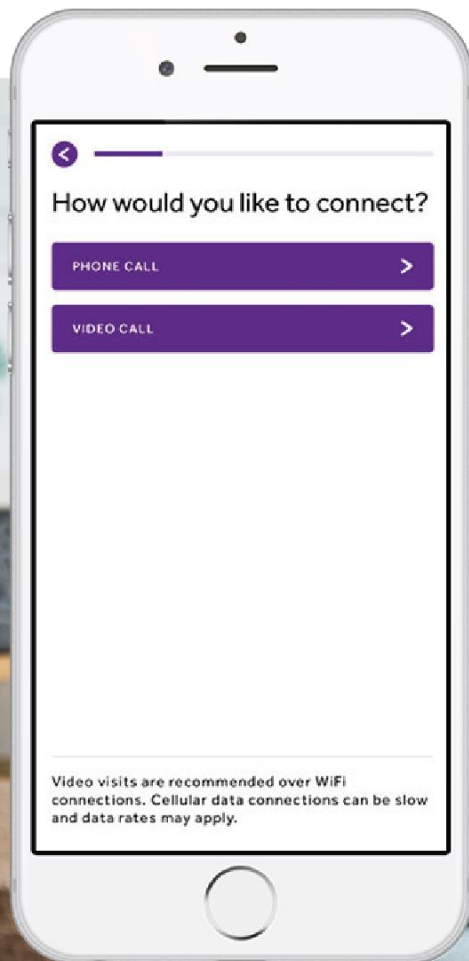 How would you like to connect?
PHONE CALL
VIDEO CALL
Video visits are recommended over WiFi
connections. Cellular data connections can be slow
and data rates may apply.